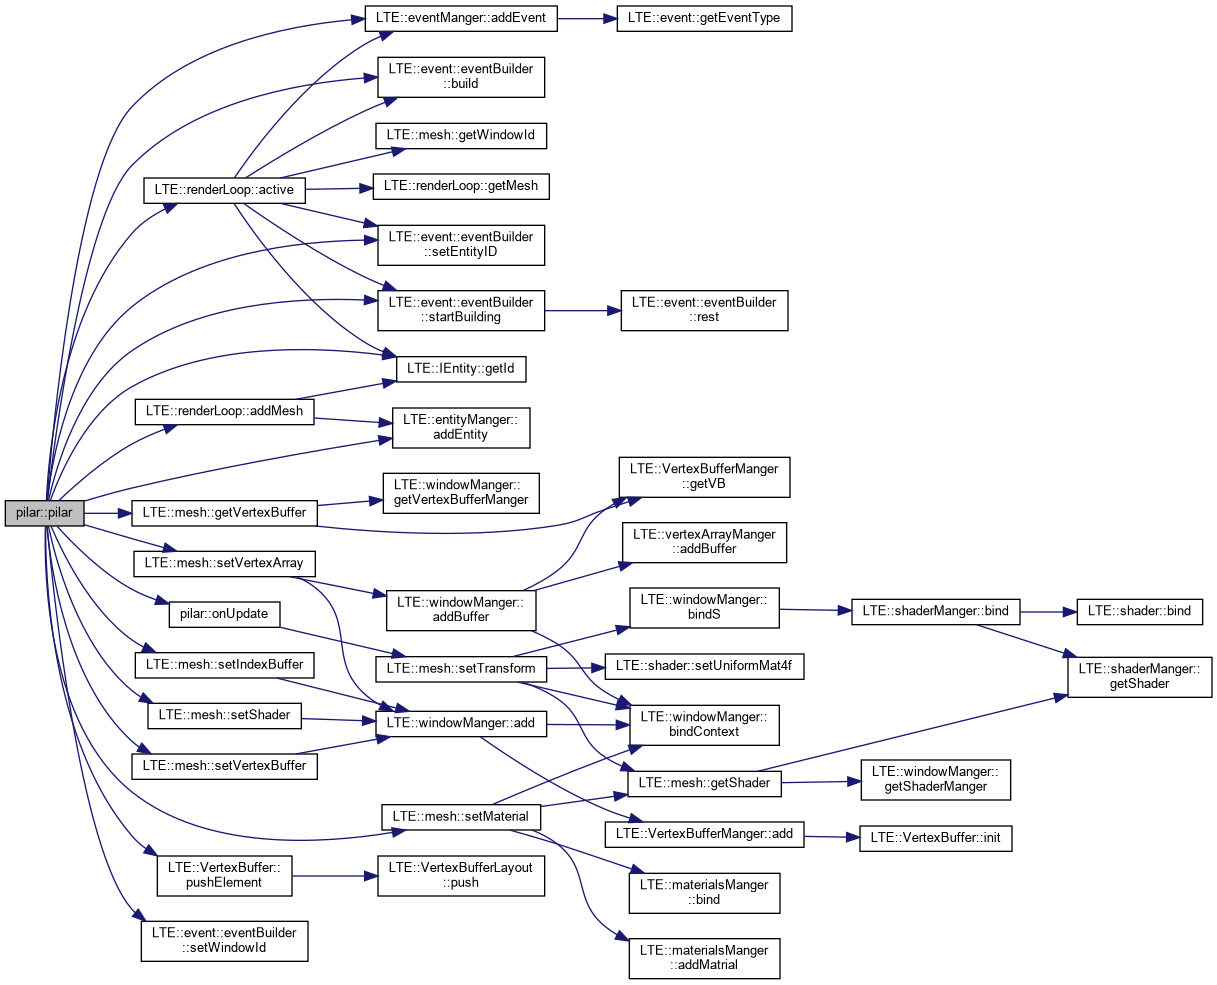 LTE::eventManger::addEvent
LTE::event::getEventType
LTE::event::eventBuilder
::build
LTE::mesh::getWindowId
LTE::renderLoop::active
LTE::renderLoop::getMesh
LTE::event::eventBuilder
::setEntityID
LTE::event::eventBuilder
::startBuilding
LTE::event::eventBuilder
::rest
LTE::IEntity::getId
LTE::renderLoop::addMesh
LTE::entityManger::
addEntity
LTE::VertexBufferManger
::getVB
LTE::windowManger::
getVertexBufferManger
pilar::pilar
LTE::mesh::getVertexBuffer
LTE::vertexArrayManger
::addBuffer
LTE::mesh::setVertexArray
LTE::windowManger::
addBuffer
LTE::windowManger::
bindS
LTE::shaderManger::bind
LTE::shader::bind
pilar::onUpdate
LTE::mesh::setIndexBuffer
LTE::mesh::setTransform
LTE::shader::setUniformMat4f
LTE::shaderManger::
getShader
LTE::mesh::setShader
LTE::windowManger::add
LTE::windowManger::
bindContext
LTE::mesh::setVertexBuffer
LTE::mesh::getShader
LTE::windowManger::
getShaderManger
LTE::mesh::setMaterial
LTE::VertexBufferManger::add
LTE::VertexBuffer::init
LTE::VertexBuffer::
pushElement
LTE::VertexBufferLayout
::push
LTE::materialsManger
::bind
LTE::event::eventBuilder
::setWindowId
LTE::materialsManger
::addMatrial